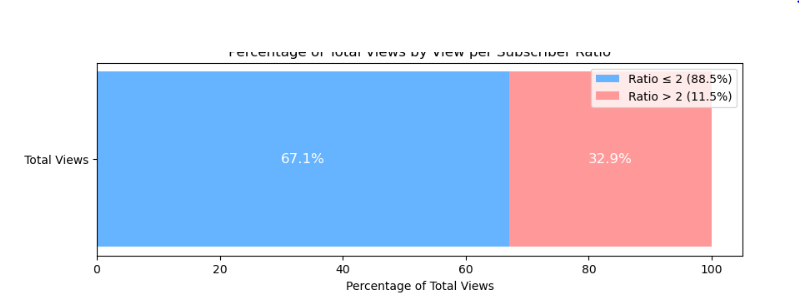 Percentage of Total Views by View per Subscriber Ratio
Ratio ≤ 2 (88.5%)
Ratio > 2 (11.5%)
Total Views
67.1%
32.9%
0 20 40 60 80 100
Percentage of Total Views